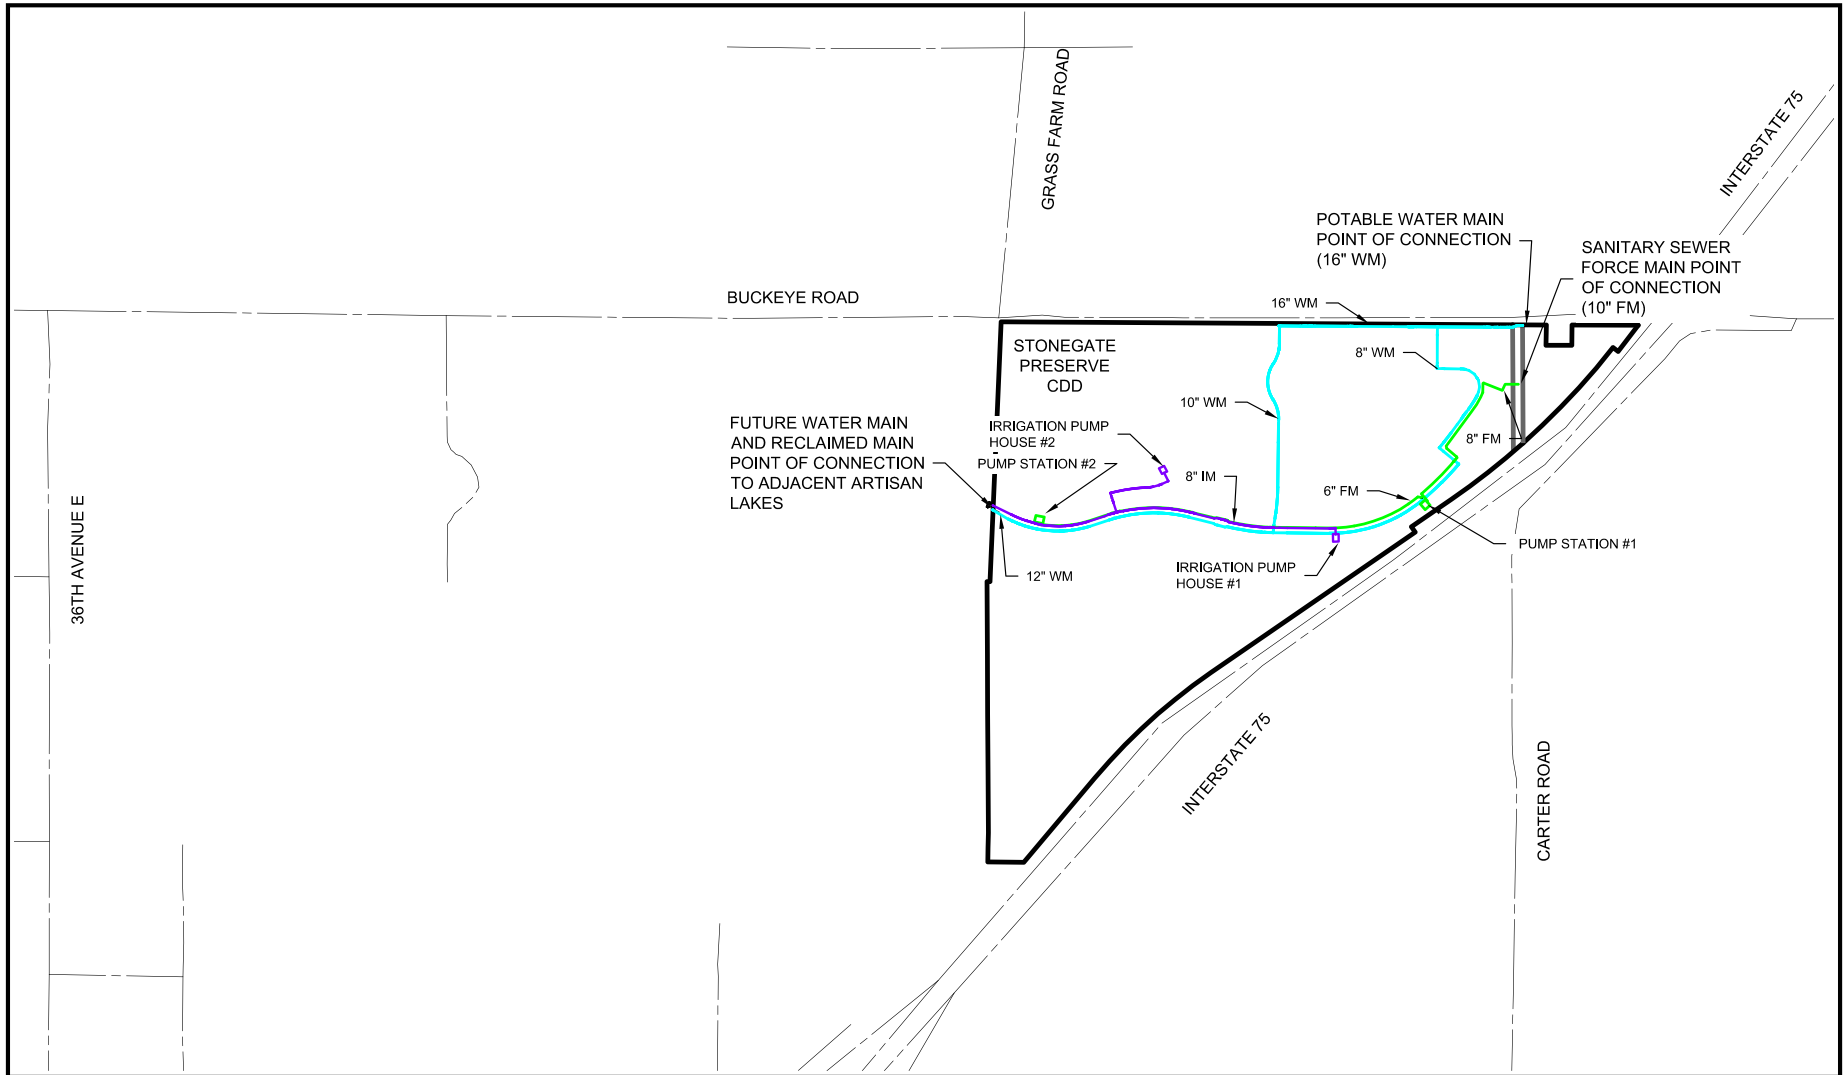 GRASS FARM ROAD
INTERSTATE 75
POTABLE WATER MAIN
POINT OF CONNECTION
(16" WM)
SANITARY SEWER
FORCE MAIN POINT
OF CONNECTION
(10" FM)
BUCKEYE ROAD
16" WM
STONEGATE
PRESERVE
CDD
8" WM
10" WM
FUTURE WATER MAIN
AND RECLAIMED MAIN
POINT OF CONNECTION
TO ADJACENT ARTISAN
LAKES
IRRIGATION PUMP
HOUSE #2
PUMP STATION #2
8" FM
8" IM
6" FM
36TH AVENUE E
PUMP STATION #1
12" WM
IRRIGATION PUMP
HOUSE #1
INTERSTATE 75
CARTER ROAD